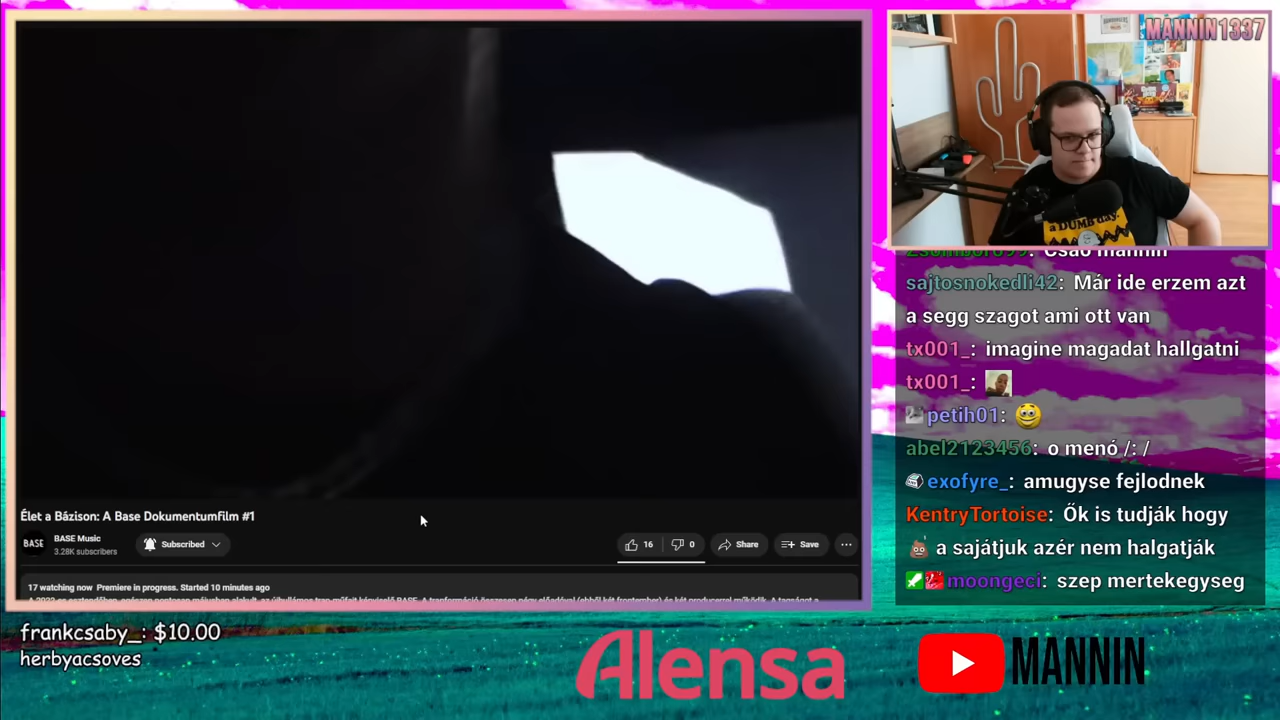 MANNIN1337
a DUMB day.
Csáó mannin
sajtosnokedli42: Már ide erzem azt
a segg szagot ami ott van
tx001_: imagine magadat hallgatni
tx001_:
petih01:
abel2123456: o menó /: /
exofyre_: amugyse fejlodnek
KentryTortoise: Ők is tudják hogy
a sajátjuk azér nem halgatják
moongeci: szep mertekegyseg
Élet a Bázison: A Base Dokumentumfilm #1
BASE
BASE Music
3.28K subscribers
Subscribed
16
0
Share
Save
17 watching now Premiere in progress. Started 10 minutes ago
frankcsaby_: $10.00
herbyacsoves
Alensa
MANNIN